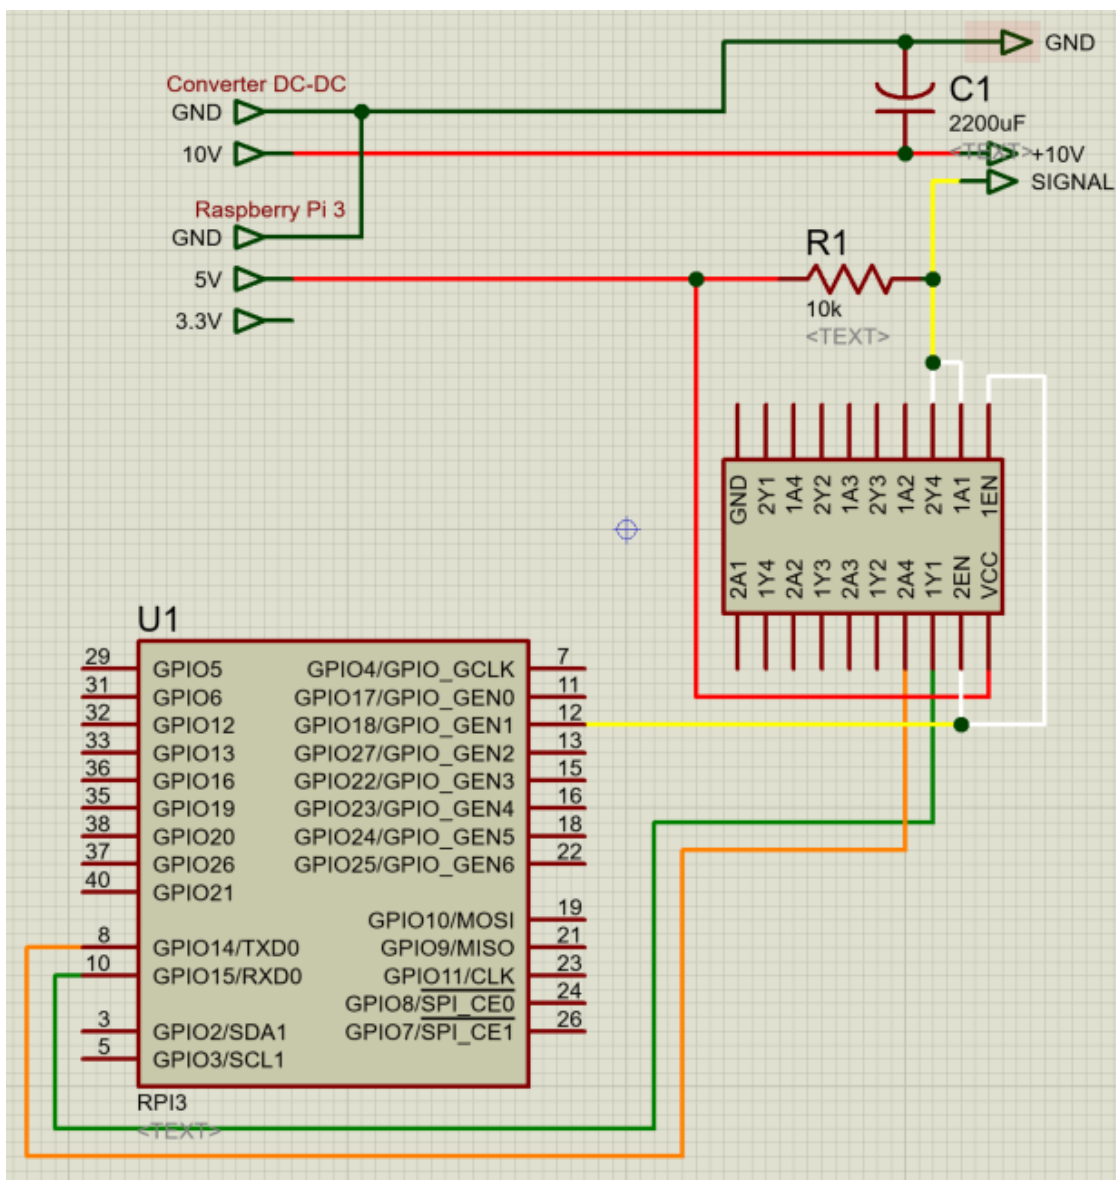 GND
Converter DC-DC
GND
10V
C1
2200uF
<TEXT>
+10V
SIGNAL
Raspberry Pi 3
GND
5V
3.3V
R1
10k
<TEXT>
GND
2Y1
1A4
2Y2
1A3
2Y3
1A2
2Y4
1A1
1EN
2A1
1Y4
2A2
1Y3
2A3
1Y2
2A4
1Y1
2EN
VCC
U1
29 GPIO5 GPIO4/GPIO_GCLK 7
31 GPIO6 GPIO17/GPIO_GEN0 11
32 GPIO12 GPIO18/GPIO_GEN1 12
33 GPIO13 GPIO27/GPIO_GEN2 13
36 GPIO16 GPIO22/GPIO_GEN3 15
35 GPIO19 GPIO23/GPIO_GEN4 16
38 GPIO20 GPIO24/GPIO_GEN5 18
37 GPIO26 GPIO25/GPIO_GEN6 22
40 GPIO21
GPIO10/MOSI 19
8 GPIO14/TXD0 GPIO9/MISO 21
10 GPIO15/RXD0 GPIO11/CLK 23
GPIO8/SPI_CE0 24
3 GPIO2/SDA1 GPIO7/SPI_CE1 26
5 GPIO3/SCL1
RPI3
<TEXT>